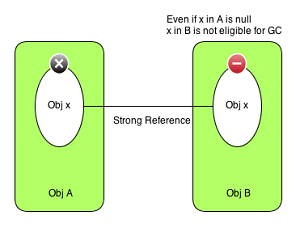 Even if x in A is null
x in B is not eligible for GC
Obj x
Obj x
Strong Reference
Obj A
Obj B